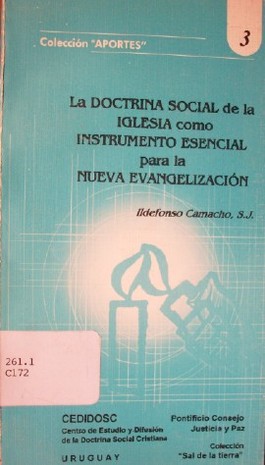 Colección "APORTES"
3
La DOCTRINA SOCIAL de la
IGLESIA como
INSTRUMENTO ESENCIAL
para la
NUEVA EVANGELIZACIÓN
Ildefonso Camacho, S.J.
261.1
C172
CEDIDOSC
Centro de Estudio y Difusión
de la Doctrina Social Cristiana
URUGUAY
Pontificio Consejo
Justicia y Paz
Colección
"Sal de la tierra"